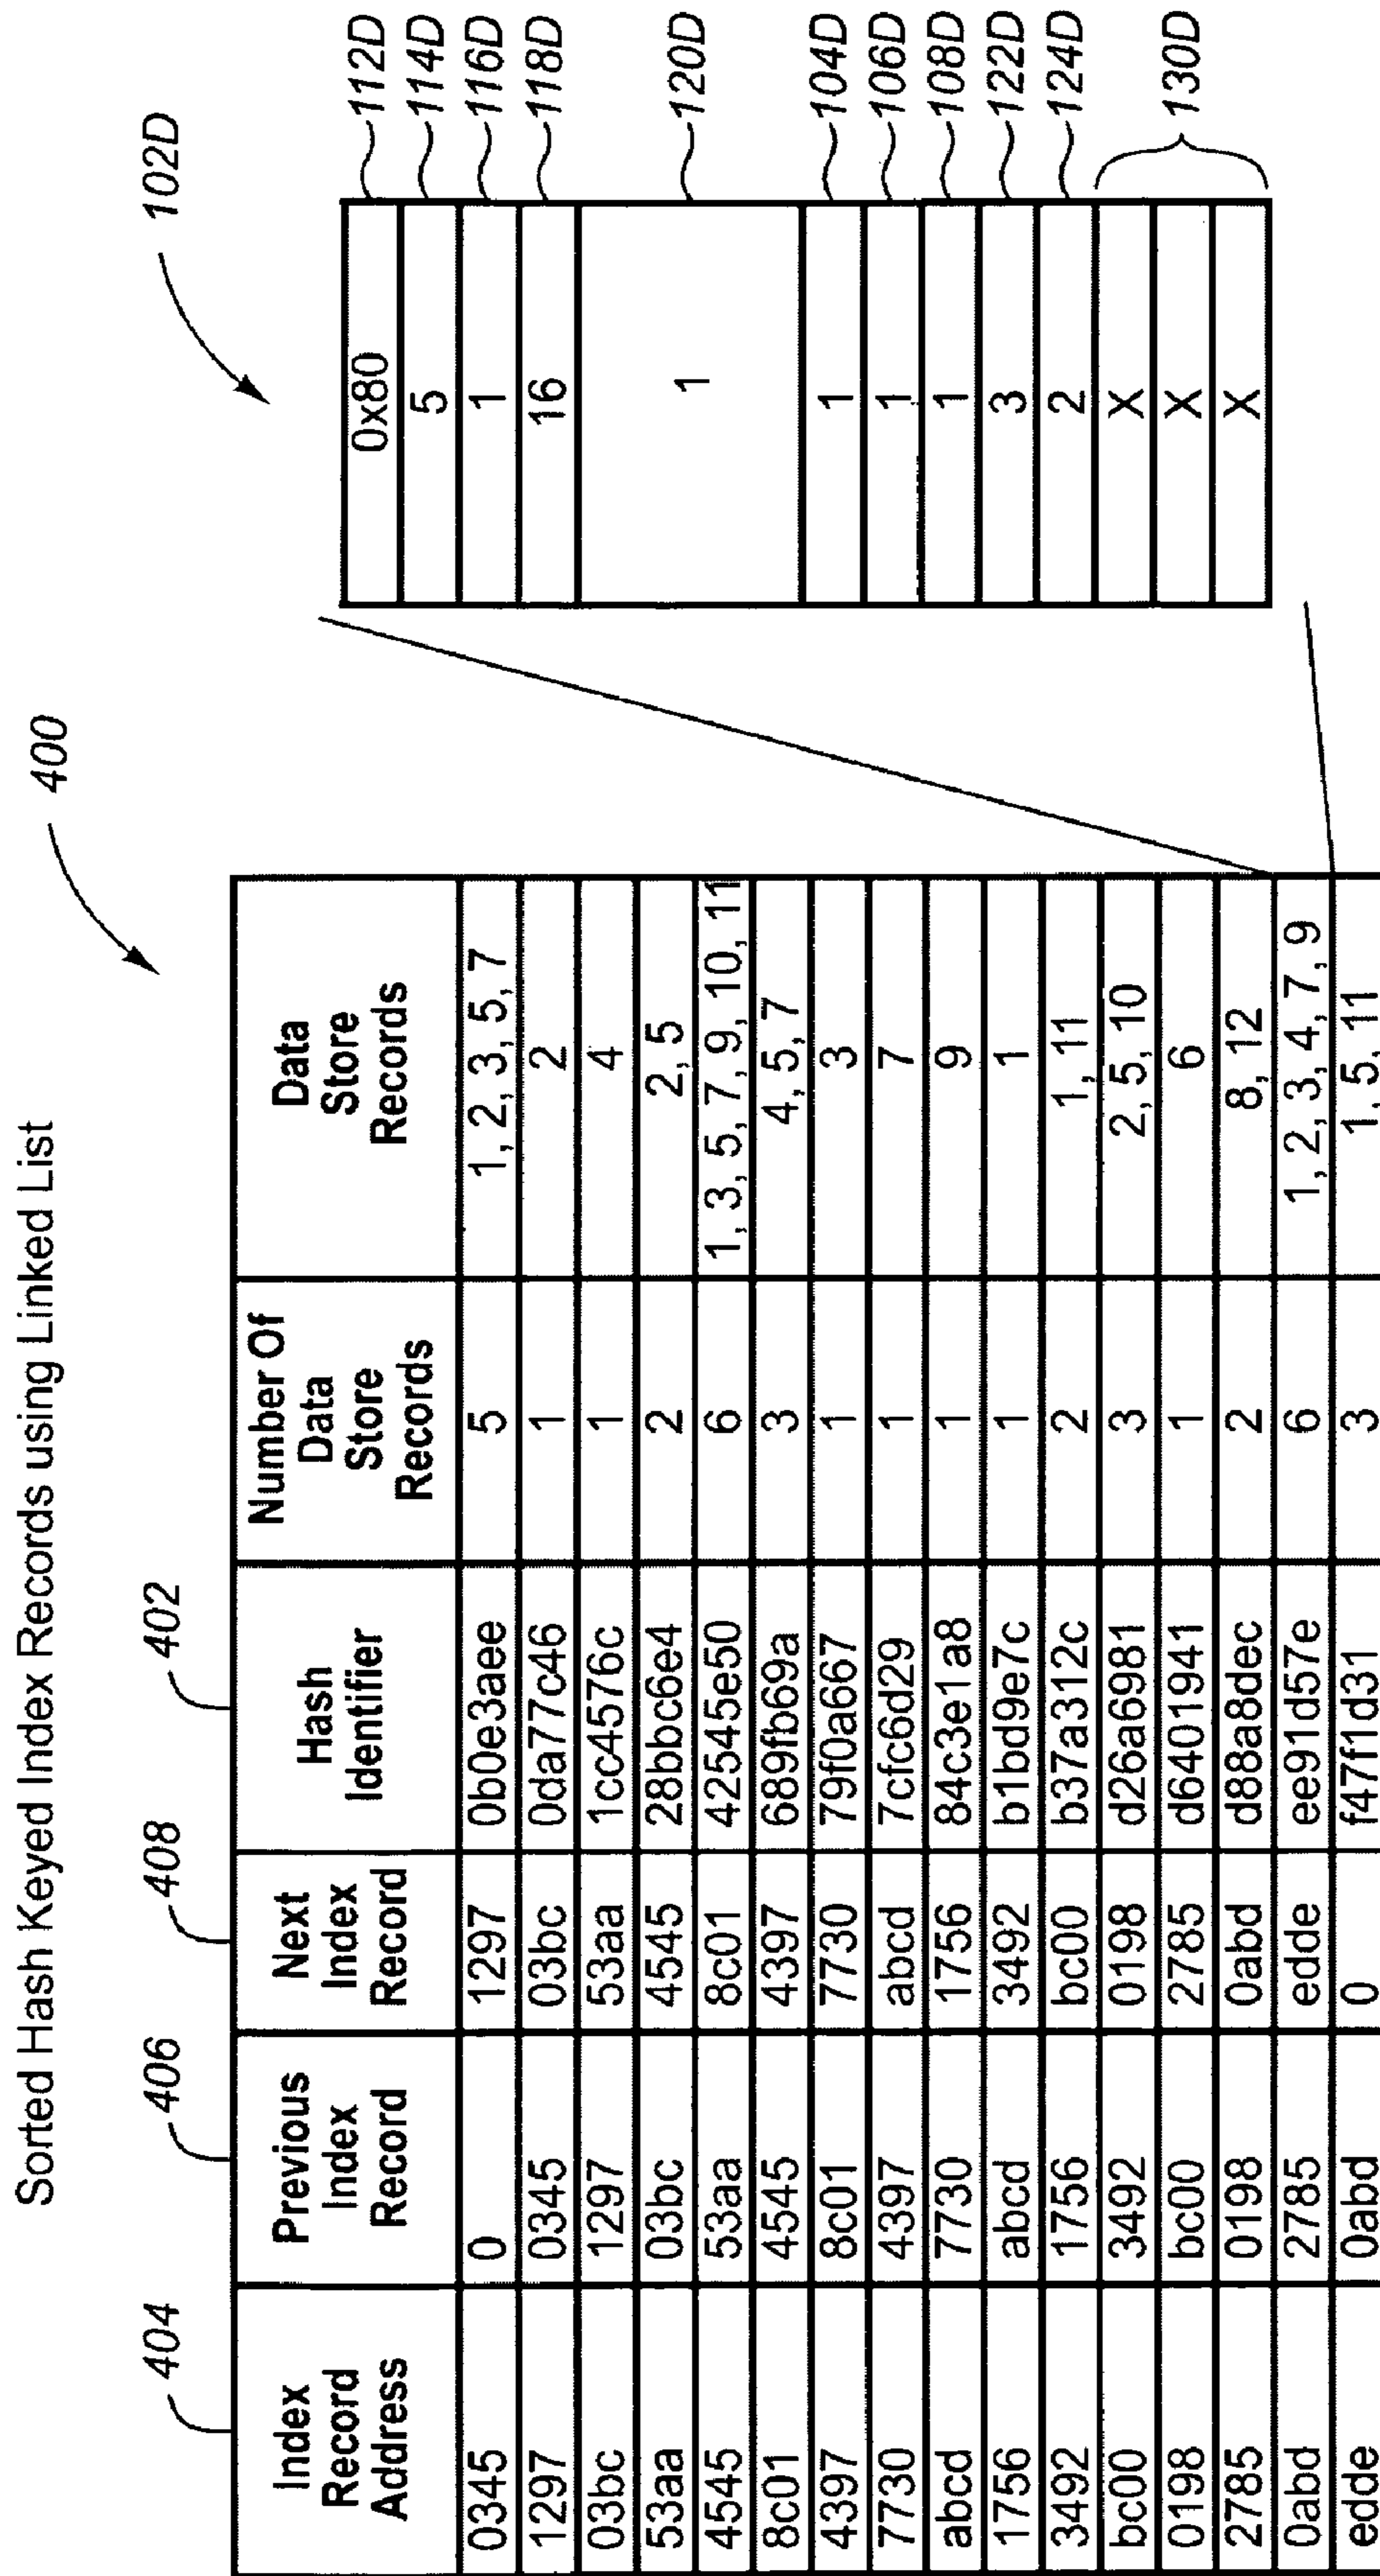 Sorted Hash Keyed Index Records using Linked List
400
404
406
408
402
Index Record Address | Previous Index Record | Next Index Record | Hash Identifier | Number Of Data Store Records | Data Store Records
0345 | 0 | 1297 | 0b0e3aee | 5 | 1, 2, 3, 5, 7
1297 | 0345 | 03bc | 0da77c46 | 1 | 2
03bc | 1297 | 53aa | 1cc4576c | 1 | 4
53aa | 03bc | 4545 | 28bbc6e4 | 2 | 2, 5
4545 | 53aa | 8c01 | 42545e50 | 6 | 1, 3, 5, 7, 9, 10, 11
8c01 | 4545 | 4397 | 689fb69a | 3 | 4, 5, 7
4397 | 8c01 | 7730 | 79f0a667 | 1 | 3
7730 | 4397 | abcd | 7cfc6d29 | 1 | 7
abcd | 7730 | 1756 | 84c3e1a8 | 1 | 9
1756 | abcd | 3492 | b1bd9e7c | 1 | 1
3492 | 1756 | bc00 | b37a312c | 2 | 1, 11
bc00 | 3492 | 0198 | d26a6981 | 3 | 2, 5, 10
0198 | bc00 | 2785 | d6401941 | 1 | 6
2785 | 0198 | 0abd | d88a8dec | 2 | 8, 12
0abd | 2785 | edde | ee91d57e | 6 | 1, 2, 3, 4, 7, 9
edde | 0abd | 0 | f47f1d31 | 3 | 1, 5, 11
102D
0x80 112D
5 114D
1 116D
16 118D
1 120D
1 104D
1 106D
1 108D
3 122D
2 124D
X
X 130D
X